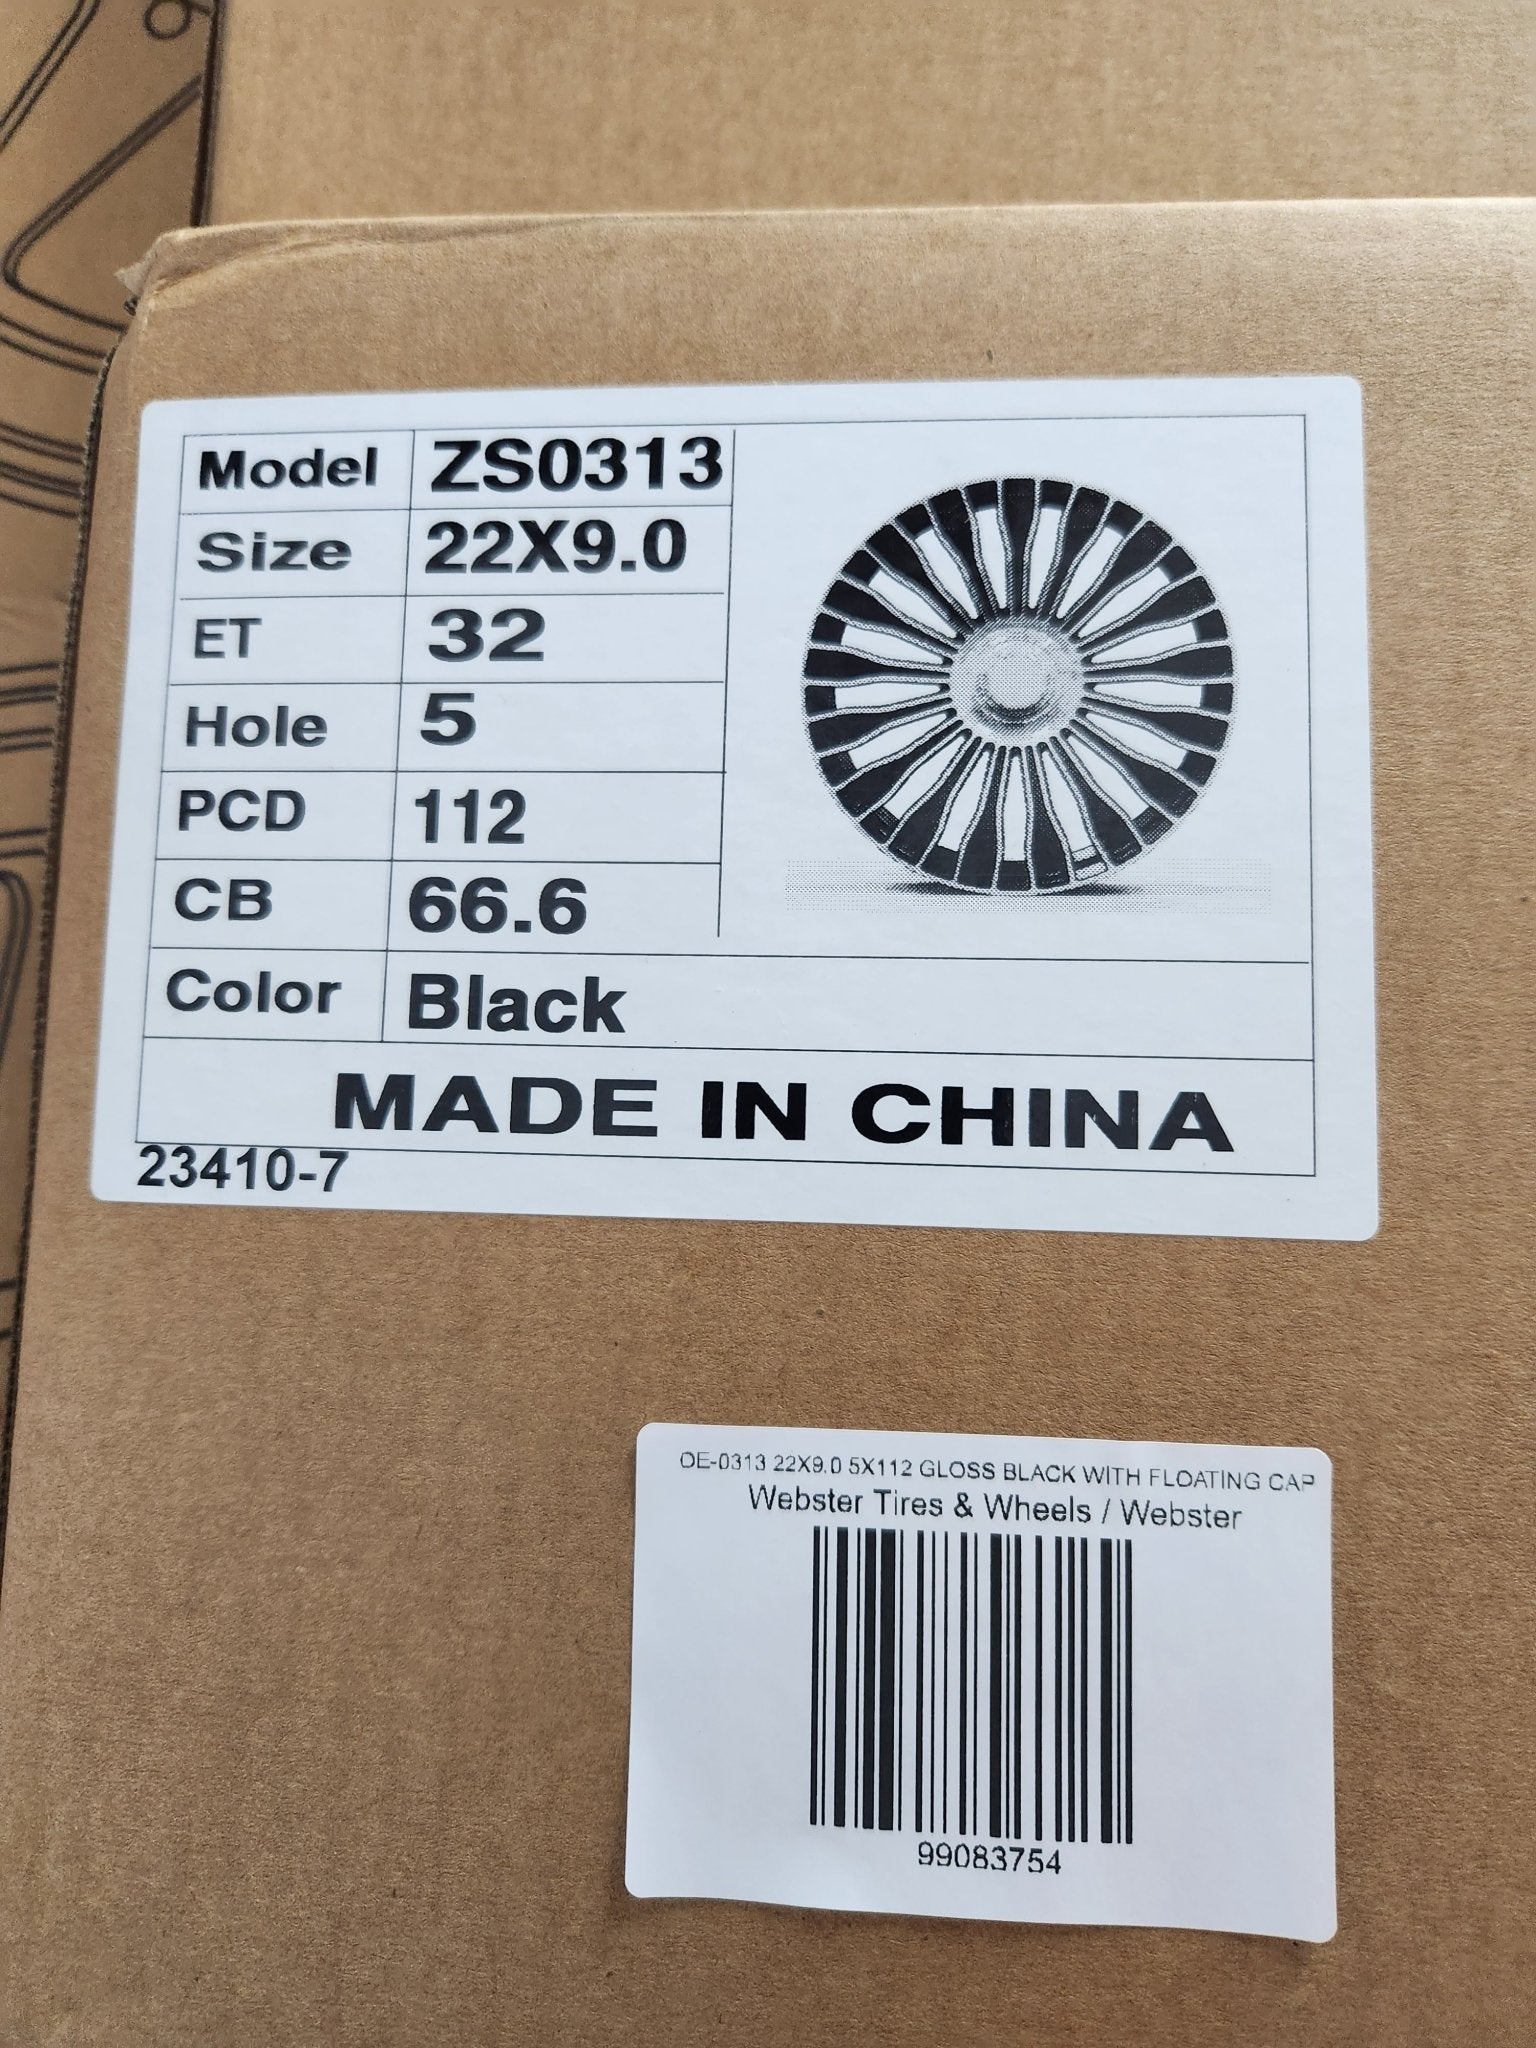 Model ZS0313
Size 22X9.0
ET 32
Hole 5
PCD 112
CB 66.6
Color Black
MADE IN CHINA
23410-7
OE-0313 22X9.0 5X112 GLOSS BLACK WITH FLOATING CAP
Webster Tires & Wheels / Webster
99083754